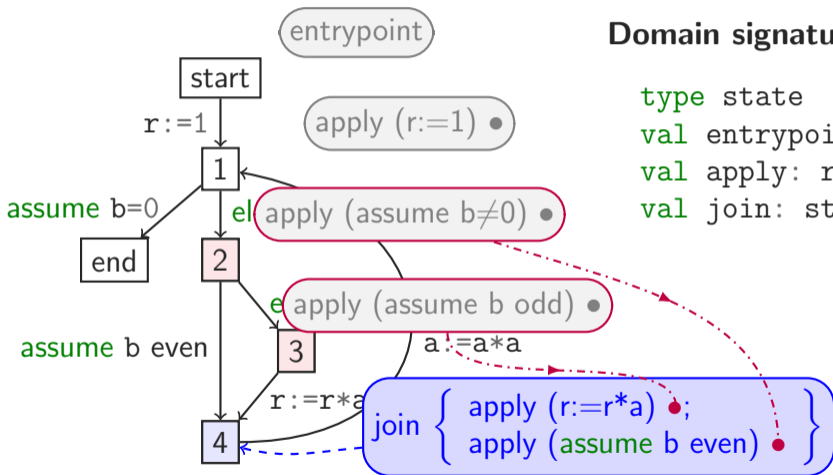 entrypoint
Domain signatu
start
type state
r:=1
apply (r:=1) •
val entrypoi
1
val apply: r
assume b=0
el
apply (assume b≠0) •
val join: st
end
2
e
apply (assume b odd) •
assume b even
3
a:=a*a
r:=r*a
join { apply (r:=r*a) •;
apply (assume b even) • }
4